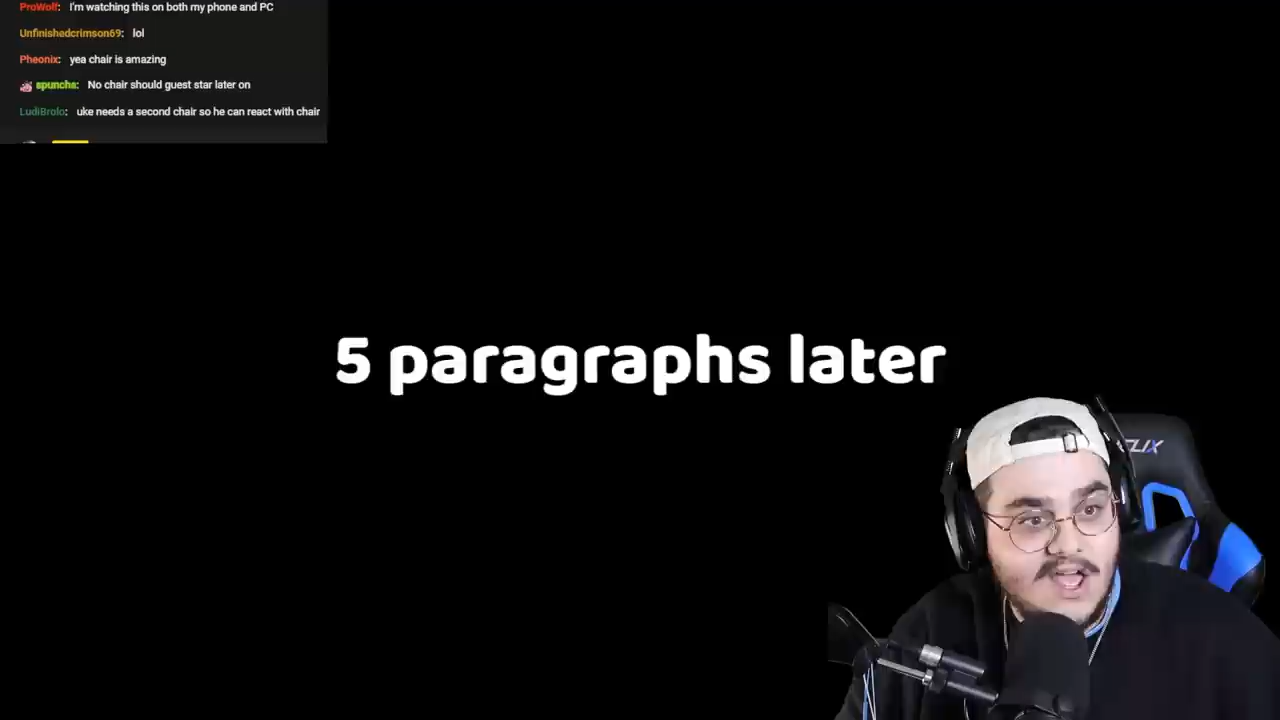 ProWolf: I'm watching this on both my phone and PC
Unfinishedcrimson69: lol
Pheonix: yea chair is amazing
spuncha: No chair should guest star later on
LudiBrolo: uke needs a second chair so he can react with chair
5 paragraphs later